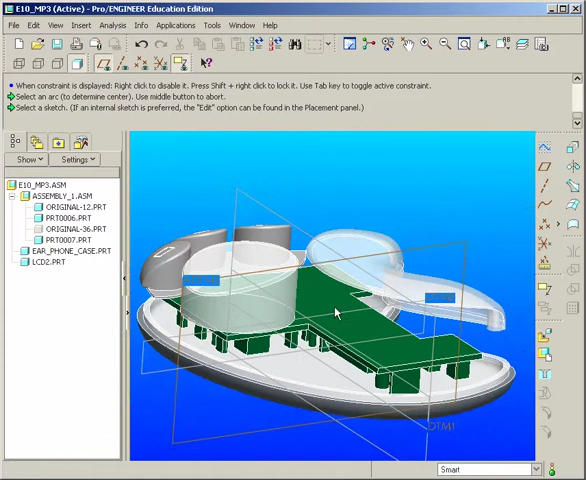 E10_MP3 (Active) - Pro/ENGINEER Education Edition
File Edit View Insert Analysis Info Applications Tools Window Help
When constraint is displayed: Right click to disable it. Press Shift + right click to lock it. Use Tab key to toggle active constraint.
Select an arc (to determine center). Use middle button to abort.
Select a sketch. (If an internal sketch is preferred, the "Edit" option can be found in the Placement panel.)
Show Settings
E10_MP3.ASM
ASSEMBLY_1.ASM
ORIGINAL-12.PRT
PRT0006.PRT
ORIGINAL-36.PRT
PRT0007.PRT
EAR_PHONE_CASE.PRT
LCD2.PRT
DTM1
Smart